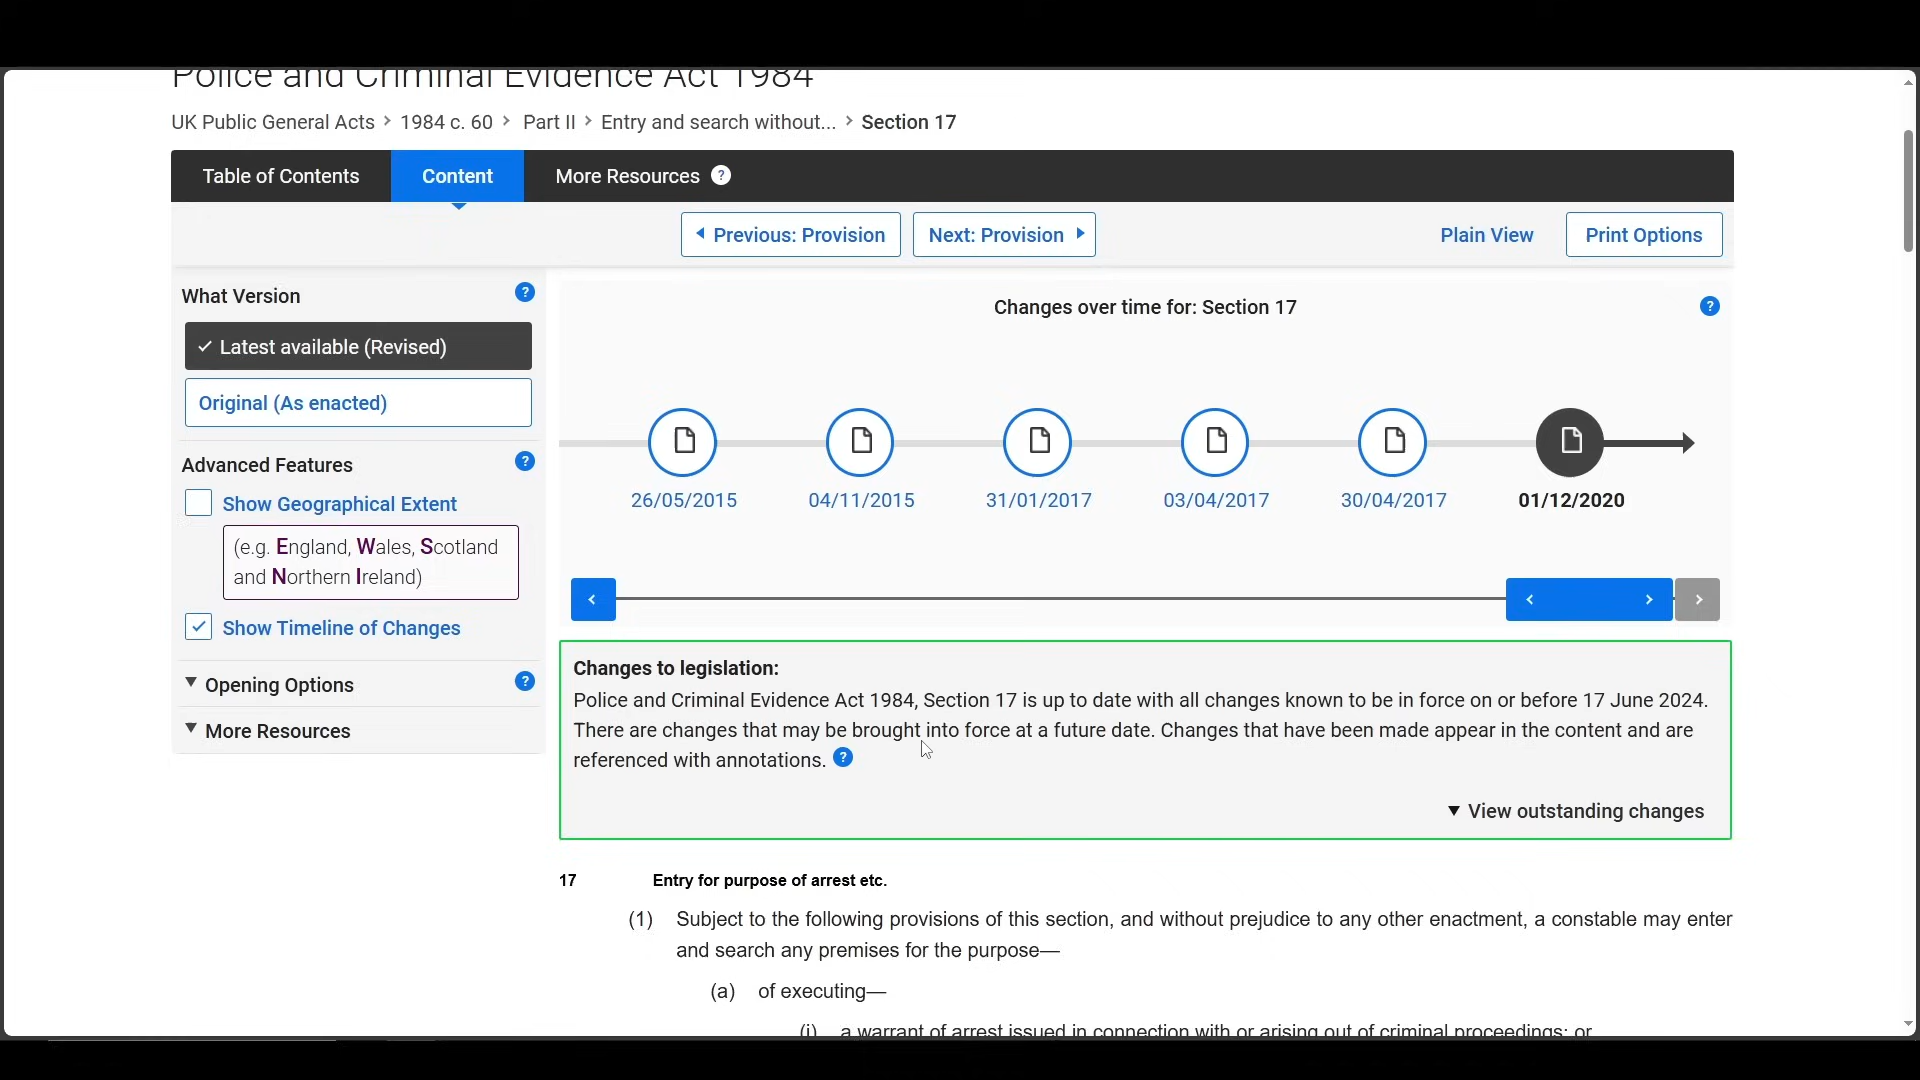 Police and Criminal Evidence Act 1984
UK Public General Acts > 1984 c. 60 > Part II > Entry and search without... > Section 17
Table of Contents
Content
More Resources ?
Previous: Provision
Next: Provision
Plain View
Print Options
What Version ?
Latest available (Revised)
Original (As enacted)
Advanced Features ?
Show Geographical Extent
(e.g. England, Wales, Scotland
and Northern Ireland)
Show Timeline of Changes
Opening Options ?
More Resources
Changes over time for: Section 17 ?
26/05/2015
04/11/2015
31/01/2017
03/04/2017
30/04/2017
01/12/2020
Changes to legislation:
Police and Criminal Evidence Act 1984, Section 17 is up to date with all changes known to be in force on or before 17 June 2024.
There are changes that may be brought into force at a future date. Changes that have been made appear in the content and are
referenced with annotations. ?
View outstanding changes
17 Entry for purpose of arrest etc.
(1) Subject to the following provisions of this section, and without prejudice to any other enactment, a constable may enter
and search any premises for the purpose—
(a) of executing—
(i) a warrant of arrest issued in connection with or arising out of criminal proceedings; or